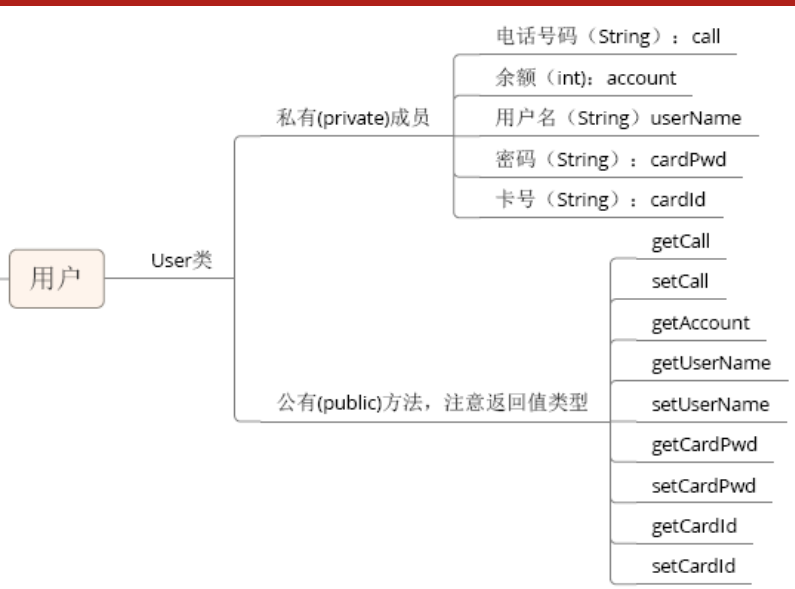 电话号码（String）：call
余额（int)：account
私有(private)成员
用户名（String）userName
密码（String）：cardPwd
卡号（String）：cardId
用户
User类
getCall
setCall
getAccount
getUserName
公有(public)方法，注意返回值类型
setUserName
getCardPwd
setCardPwd
getCardId
setCardId